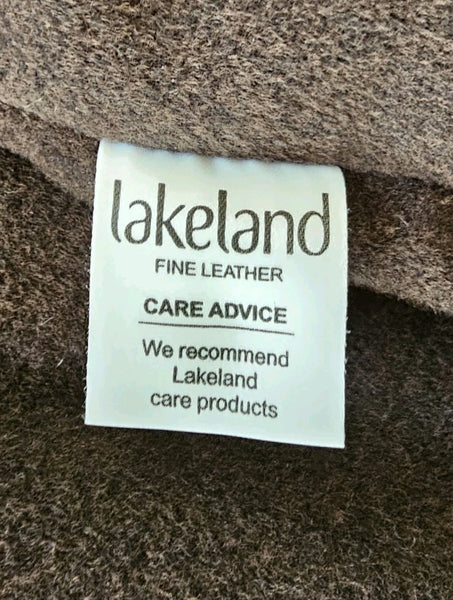 lakeland
FINE LEATHER
CARE ADVICE
We recommend
Lakeland
care products